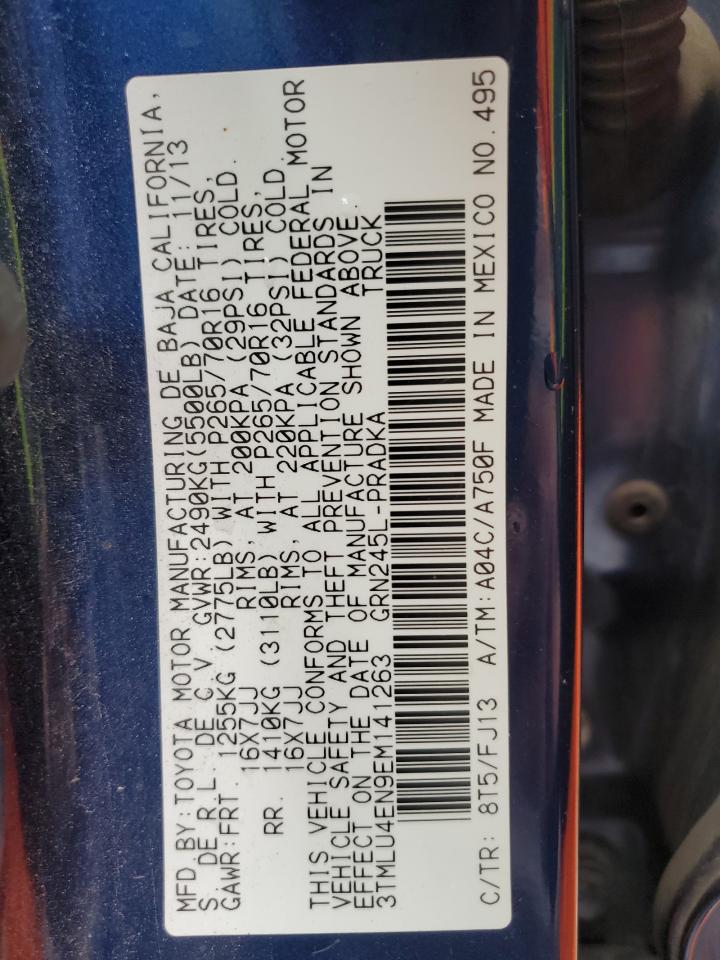 MFD.BY:TOYOTA MOTOR MANUFACTURING DE BAJA CALIFORNIA,
S. DE R.L. DE C.V. GVWR:2490KG(5500LB) DATE: 11/13
GAWR:FRT. 1255KG (2775LB) WITH P265/70R16 TIRES,
16X7JJ RIMS, AT 200KPA (29PSI) COLD.
RR. 1410KG (3110LB) WITH P265/70R16 TIRES,
16X7JJ RIMS, AT 220KPA (32PSI) COLD.
THIS VEHICLE CONFORMS TO ALL APPLICABLE FEDERAL MOTOR
VEHICLE SAFETY AND THEFT PREVENTION STANDARDS IN
EFFECT ON THE DATE OF MANUFACTURE SHOWN ABOVE.
3TMLU4EN9EM141263 GRN245L-PRADKA TRUCK
C/TR: 8T5/FJ13 A/TM:A04C/A750F MADE IN MEXICO NO.495